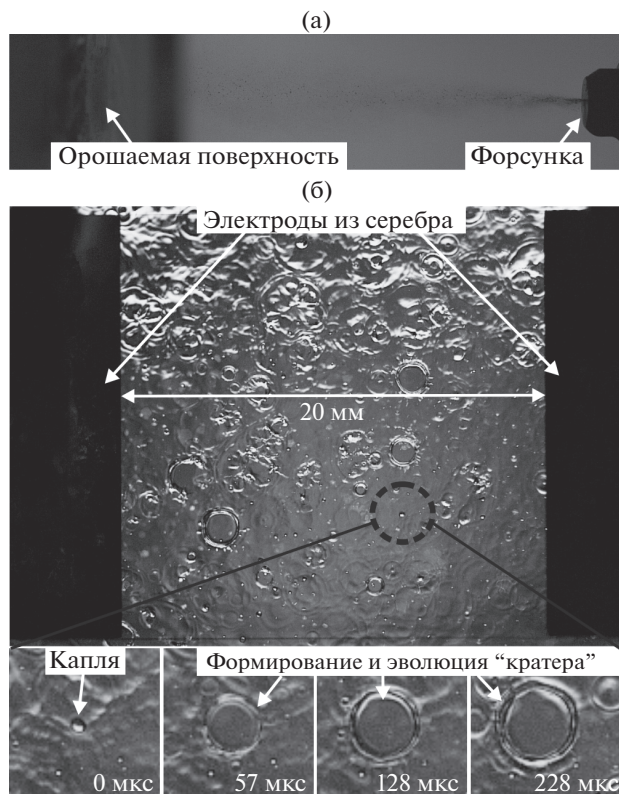 (а)
Орошаемая поверхность
Форсунка
(б)
Электроды из серебра
20 мм
Капля
Формирование и эволюция “кратера”
0 мкс
57 мкс
128 мкс
228 мкс